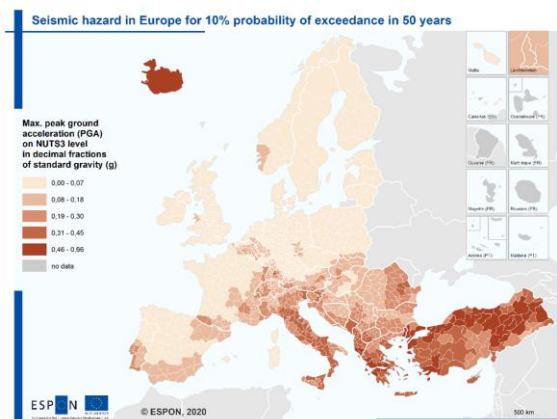 Seismic hazard in Europe for 10% probability of exceedance in 50 years
Max. peak ground
acceleration (PGA)
on NUTS3 level
in decimal fractions
of standard gravity (g)
0,00 - 0,07
0,08 - 0,18
0,19 - 0,30
0,31 - 0,45
0,46 - 0,66
no data
Malta
Liechtenstein
Guadeloupe (FR)
Guyane (FR)
Martinique (FR)
Mayotte (FR)
Réunion (FR)
Madeira (PT)
ESPON
© ESPON, 2020
500 km